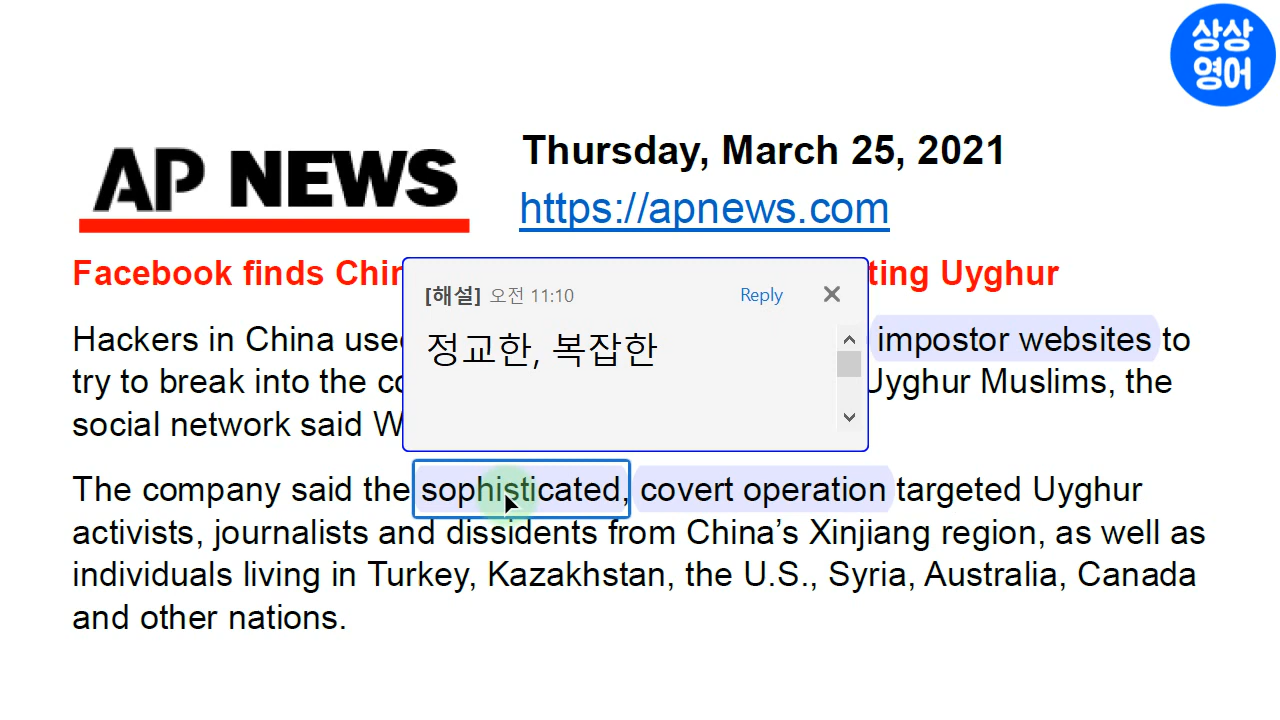 상상
영어
AP NEWS
Thursday, March 25, 2021
https://apnews.com
Facebook finds Chin
ting Uyghur
[해설] 오전 11:10 Reply
정교한, 복잡한
Hackers in China used
impostor websites to
try to break into the
Uyghur Muslims, the
social network said
The company said the sophisticated, covert operation targeted Uyghur
activists, journalists and dissidents from China’s Xinjiang region, as well as
individuals living in Turkey, Kazakhstan, the U.S., Syria, Australia, Canada
and other nations.